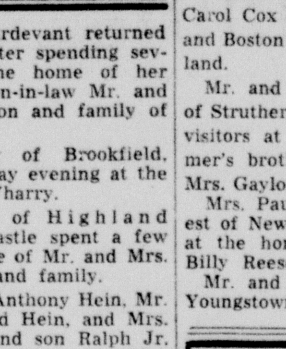 rdevant returned
ter spending sev-
ne home of her
n-in-law Mr. and
on and family of
of Brookfield,
ay evening at the
harry.
of Highland
astle spent a few
e of Mr. and Mrs.
and family.
Anthony Hein, Mr.
d Hein, and Mrs.
nd son Ralph Jr.
Carol Cox
and Boston
land.
Mr. and
of Struther
visitors at
mer's brot
Mrs. Gaylo
Mrs. Pau
est of New
at the ho
Billy Rees
Mr. and
Youngstow